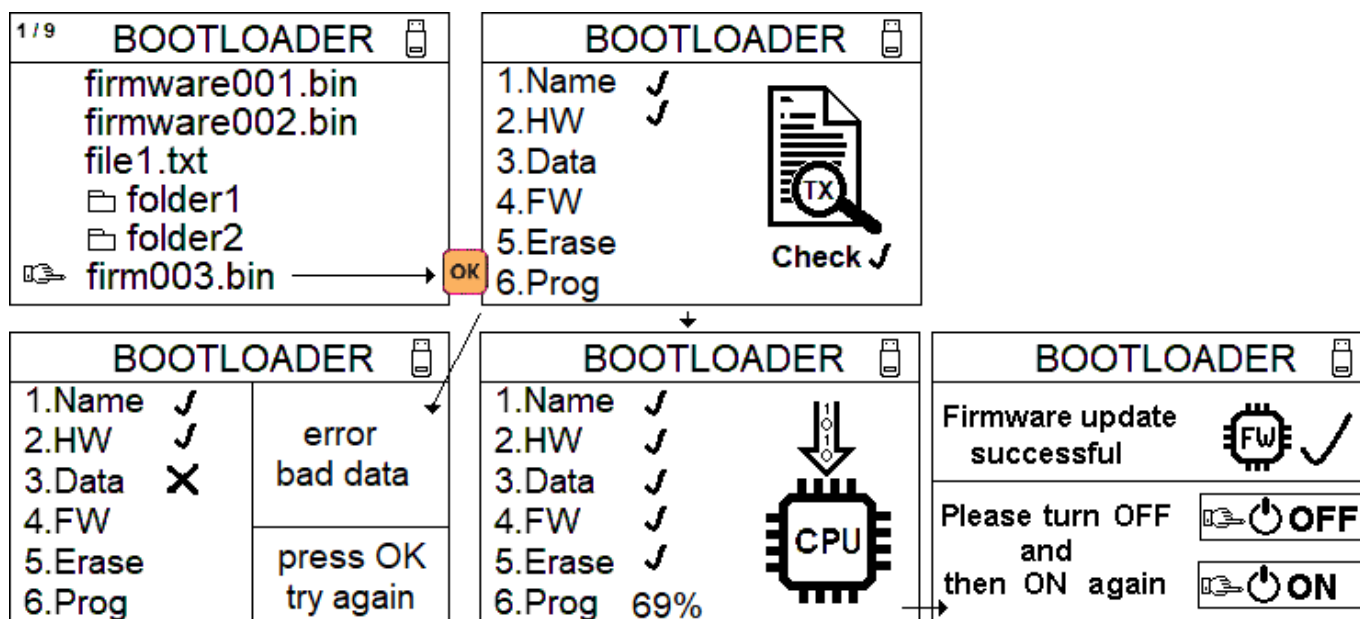 1/9
BOOTLOADER
firmware001.bin
firmware002.bin
file1.txt
folder1
folder2
firm003.bin
OK
BOOTLOADER
1.Name
2.HW
3.Data
4.FW
5.Erase
6.Prog
TX
Check
BOOTLOADER
1.Name
2.HW
3.Data
4.FW
5.Erase
6.Prog
error
bad data
press OK
try again
BOOTLOADER
1.Name
2.HW
3.Data
4.FW
5.Erase
6.Prog 69%
1
0
1
0
CPU
BOOTLOADER
Firmware update
successful
FW
Please turn OFF
and
then ON again
OFF
ON